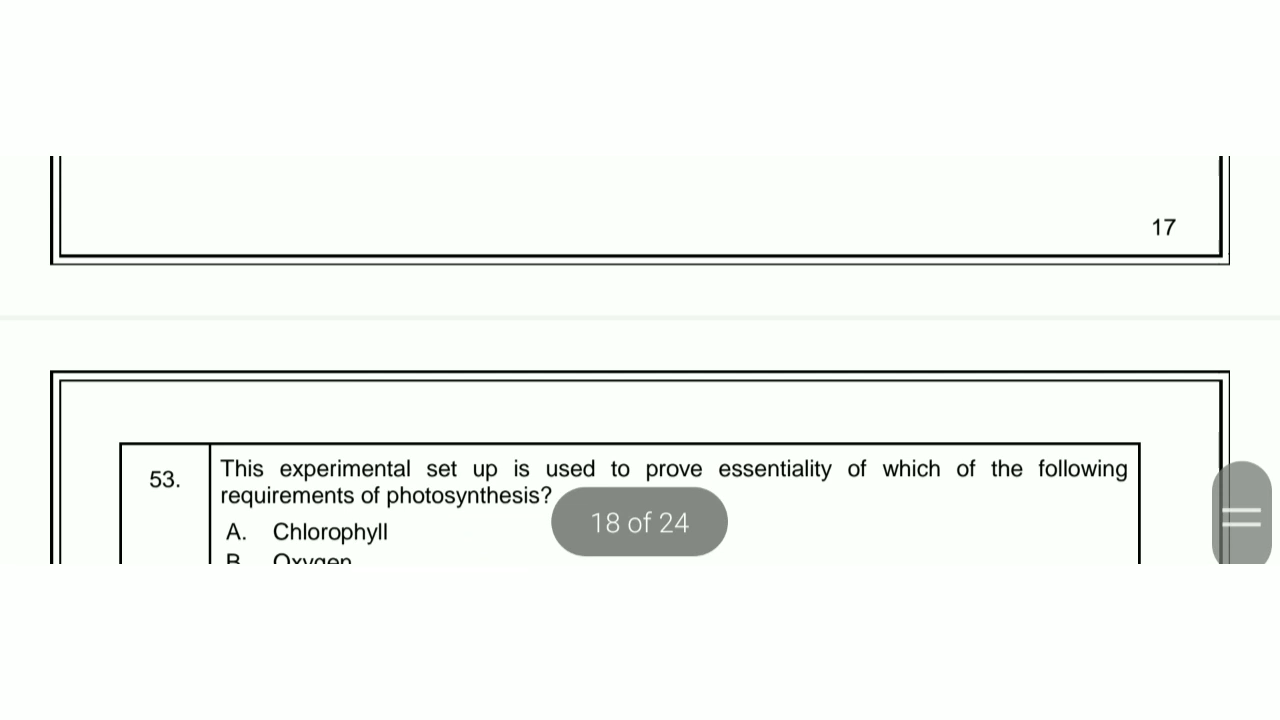 17
53.
This experimental set up is used to prove essentiality of which of the following
requirements of photosynthesis?
18 of 24
A. Chlorophyll
B Oxygen